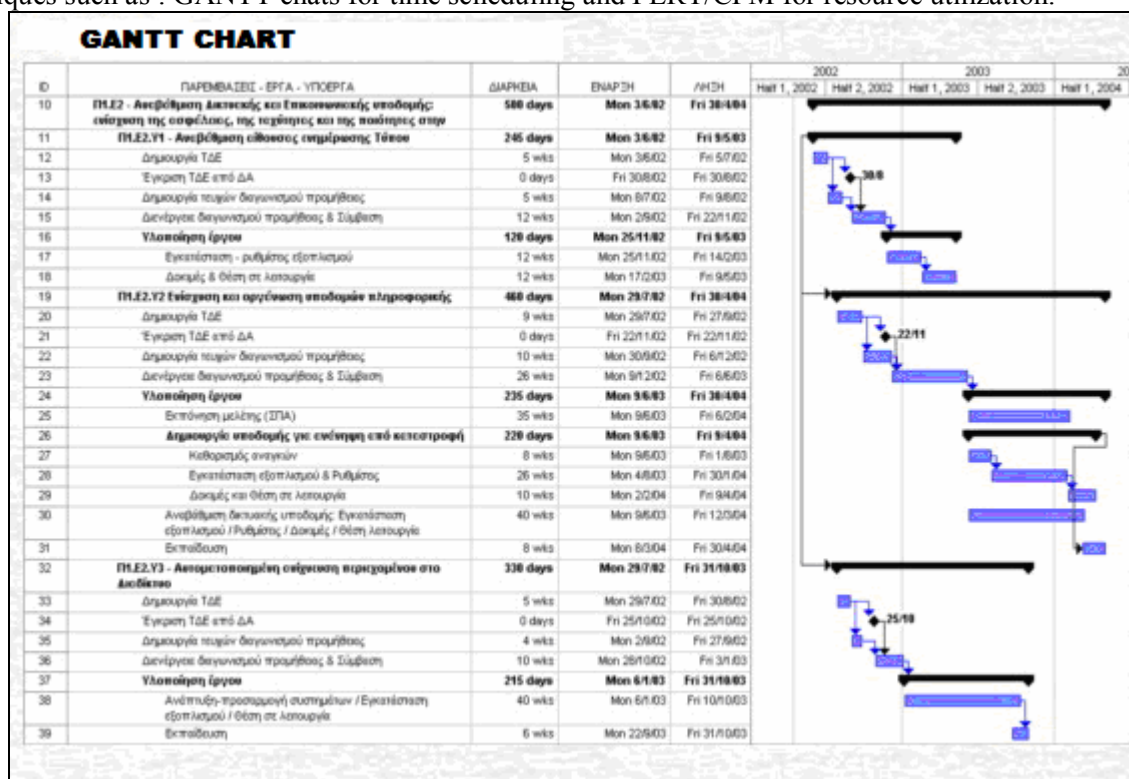 iques such as : GANTT chats for time scheduling and PERT/CPM for resource utilization.
GANTT CHART
2002 2003 20
ID ΠΑΡΕΜΒΑΣΕΙΣ - ΕΡΓΑ - ΥΠΟΕΡΓΑ ΔΙΑΡΚΕΙΑ ΕΝΑΡΞΗ ΛΗΞΗ Half 1, 2002 Half 2, 2002 Half 1, 2003 Half 2, 2003 Half 1, 2004
10 Π1.Ε2 - Αναβάθμιση Δικτυακής και Επικοινωνιακής υποδομής: 500 days Mon 3/6/02 Fri 30/4/04
ενίσχυση της ασφάλειας, της ταχύτητας και της ποιότητας στην
11 Π1.Ε2.Υ1 - Αναβάθμιση αίθουσας ενημέρωσης Τύπου 245 days Mon 3/6/02 Fri 9/5/03
12 Δημιουργία ΤΔΕ 5 wks Mon 3/6/02 Fri 5/7/02
13 Έγκριση ΤΔΕ από ΔΑ 0 days Fri 30/8/02 Fri 30/8/02 30/8
14 Δημιουργία τευχών διαγωνισμού προμήθειας 5 wks Mon 8/7/02 Fri 9/8/02
15 Διενέργεια διαγωνισμού προμήθειας & Σύμβαση 12 wks Mon 2/9/02 Fri 22/11/02
16 Υλοποίηση έργου 120 days Mon 25/11/02 Fri 9/5/03
17 Εγκατάσταση - ρυθμίσεις εξοπλισμού 12 wks Mon 25/11/02 Fri 14/2/03
18 Δοκιμές & Θέση σε λειτουργία 12 wks Mon 17/2/03 Fri 9/5/03
19 Π1.Ε2.Υ2 Ενίσχυση και οργάνωση υποδομών πληροφορικής 460 days Mon 29/7/02 Fri 30/4/04
20 Δημιουργία ΤΔΕ 9 wks Mon 29/7/02 Fri 27/9/02
21 Έγκριση ΤΔΕ από ΔΑ 0 days Fri 22/11/02 Fri 22/11/02 22/11
22 Δημιουργία τευχών διαγωνισμού προμήθειας 10 wks Mon 30/9/02 Fri 6/12/02
23 Διενέργεια διαγωνισμού προμήθειας & Σύμβαση 26 wks Mon 9/12/02 Fri 6/6/03
24 Υλοποίηση έργου 235 days Mon 9/6/03 Fri 30/4/04
25 Εκπόνηση μελέτης (ΣΠΑ) 35 wks Mon 9/6/03 Fri 6/2/04
26 Δημιουργία υποδομής για ανάνηψη από καταστροφή 220 days Mon 9/6/03 Fri 9/4/04
27 Καθορισμός αναγκών 8 wks Mon 9/6/03 Fri 1/8/03
28 Εγκατάσταση εξοπλισμού & Ρυθμίσεις 26 wks Mon 4/8/03 Fri 30/1/04
29 Δοκιμές και Θέση σε λειτουργία 10 wks Mon 2/2/04 Fri 9/4/04
30 Αναβάθμιση δικτυακής υποδομής: Εγκατάσταση 40 wks Mon 9/6/03 Fri 12/3/04
εξοπλισμού / Ρυθμίσεις / Δοκιμές / Θέση λειτουργία
31 Εκπαίδευση 8 wks Mon 8/3/04 Fri 30/4/04
32 Π1.Ε2.Υ3 - Αυτοματοποιημένη ανίχνευση περιεχομένου στο 330 days Mon 29/7/02 Fri 31/10/03
Διαδίκτυο
33 Δημιουργία ΤΔΕ 5 wks Mon 29/7/02 Fri 30/8/02
34 Έγκριση ΤΔΕ από ΔΑ 0 days Fri 25/10/02 Fri 25/10/02 25/10
35 Δημιουργία τευχών διαγωνισμού προμήθειας 4 wks Mon 2/9/02 Fri 27/9/02
36 Διενέργεια διαγωνισμού προμήθειας & Σύμβαση 10 wks Mon 28/10/02 Fri 3/1/03
37 Υλοποίηση έργου 215 days Mon 6/1/03 Fri 31/10/03
38 Ανάπτυξη-προσαρμογή συστημάτων / Εγκατάσταση 40 wks Mon 6/1/03 Fri 10/10/03
εξοπλισμού / Θέση σε λειτουργία
39 Εκπαίδευση 6 wks Mon 22/9/03 Fri 31/10/03